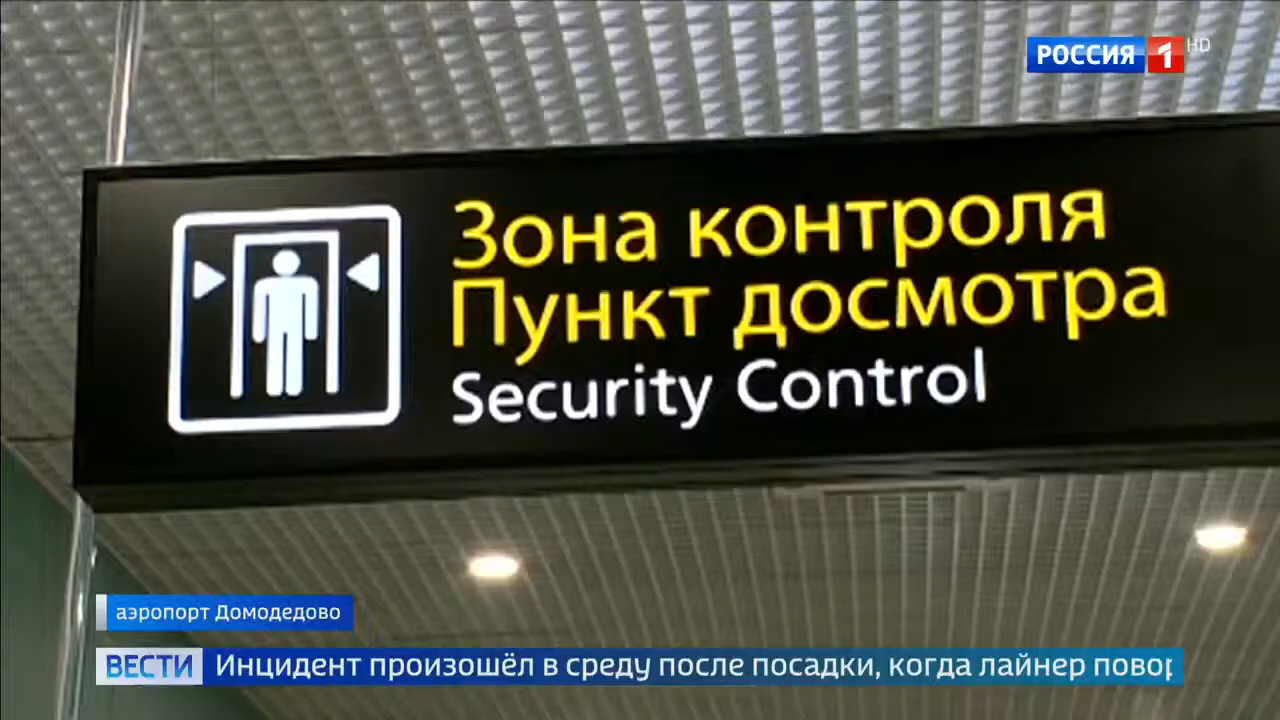 РОССИЯ 1 HD
Зона контроля
Пункт досмотра
Security Control
аэропорт Домодедово
ВЕСТИ Инцидент произошёл в среду после посадки, когда лайнер повор